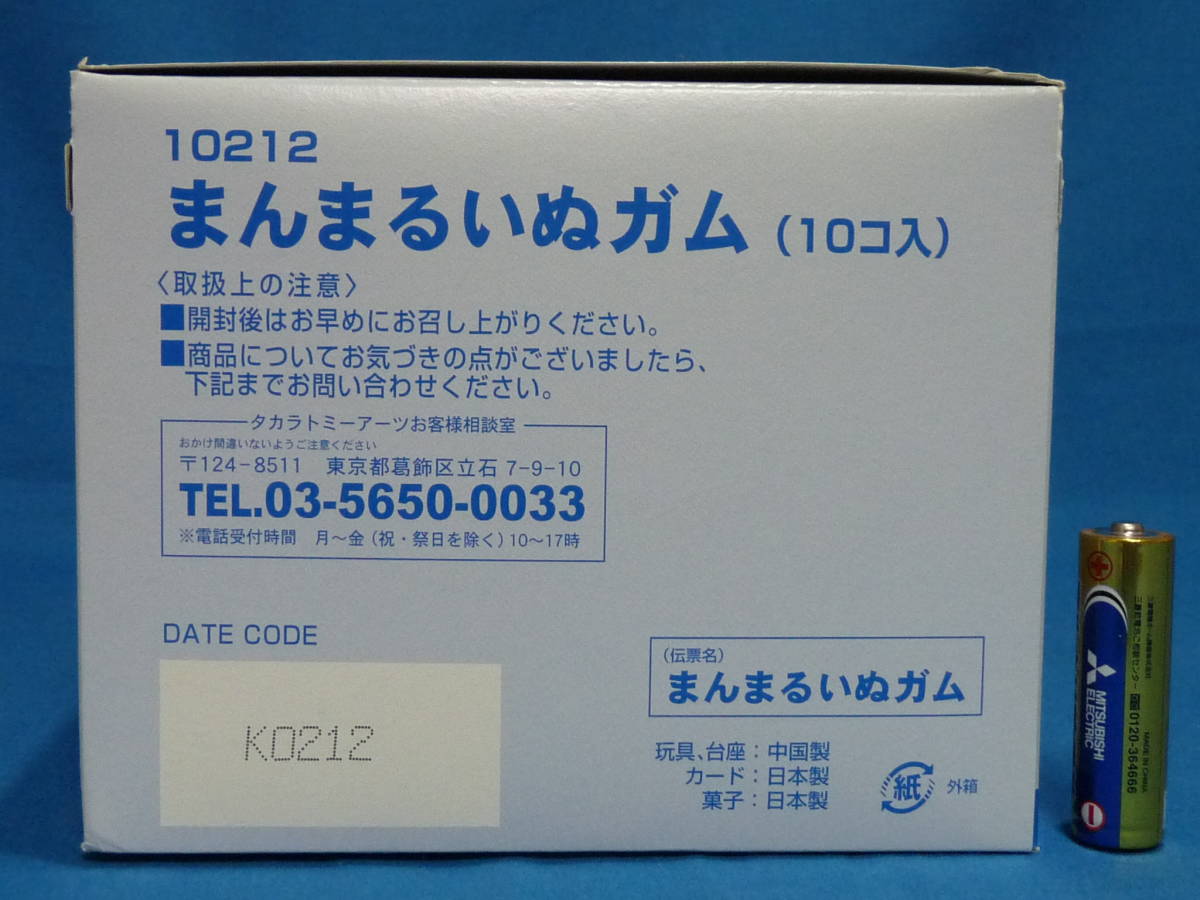 10212
まんまるいぬガム (10コ入)
〈取扱上の注意〉
■開封後はお早めにお召し上がりください。
■商品についてお気づきの点がございましたら、
下記までお問い合わせください。
タカラトミーアーツお客様相談室
おかけ間違いないようご注意ください
〒124-8511 東京都葛飾区立石 7-9-10
TEL.03-5650-0033
※電話受付時間 月～金(祝・祭日を除く)10～17時
DATE CODE
K0212
(伝票名)
まんまるいぬガム
玩具、台座：中国製
カード：日本製
菓子：日本製
紙 外箱
MITSUBISHI
ELECTRIC
0120-364666
MADE IN CHINA